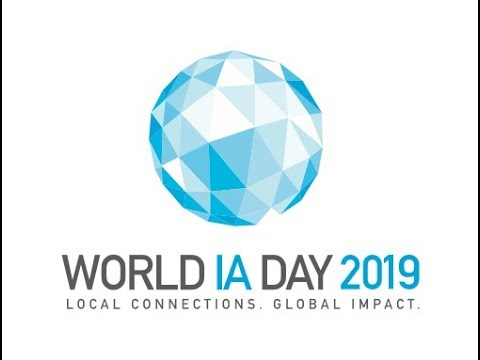 WORLD IA DAY 2019
LOCAL CONNECTIONS. GLOBAL IMPACT.